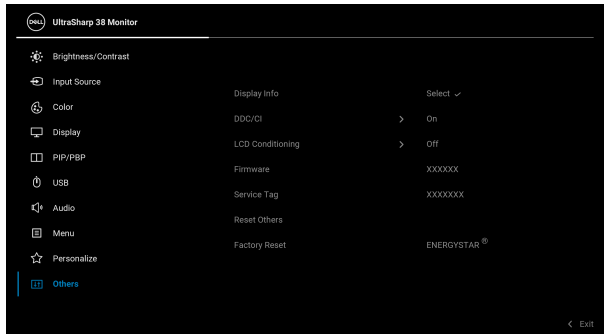 DELL UltraSharp 38 Monitor
Brightness/Contrast
Input Source
Color
Display
PIP/PBP
USB
Audio
Menu
Personalize
Others
Display Info Select ✓
DDC/CI > On
LCD Conditioning > Off
Firmware XXXXXX
Service Tag XXXXXXX
Reset Others
Factory Reset ENERGYSTAR ®
< Exit